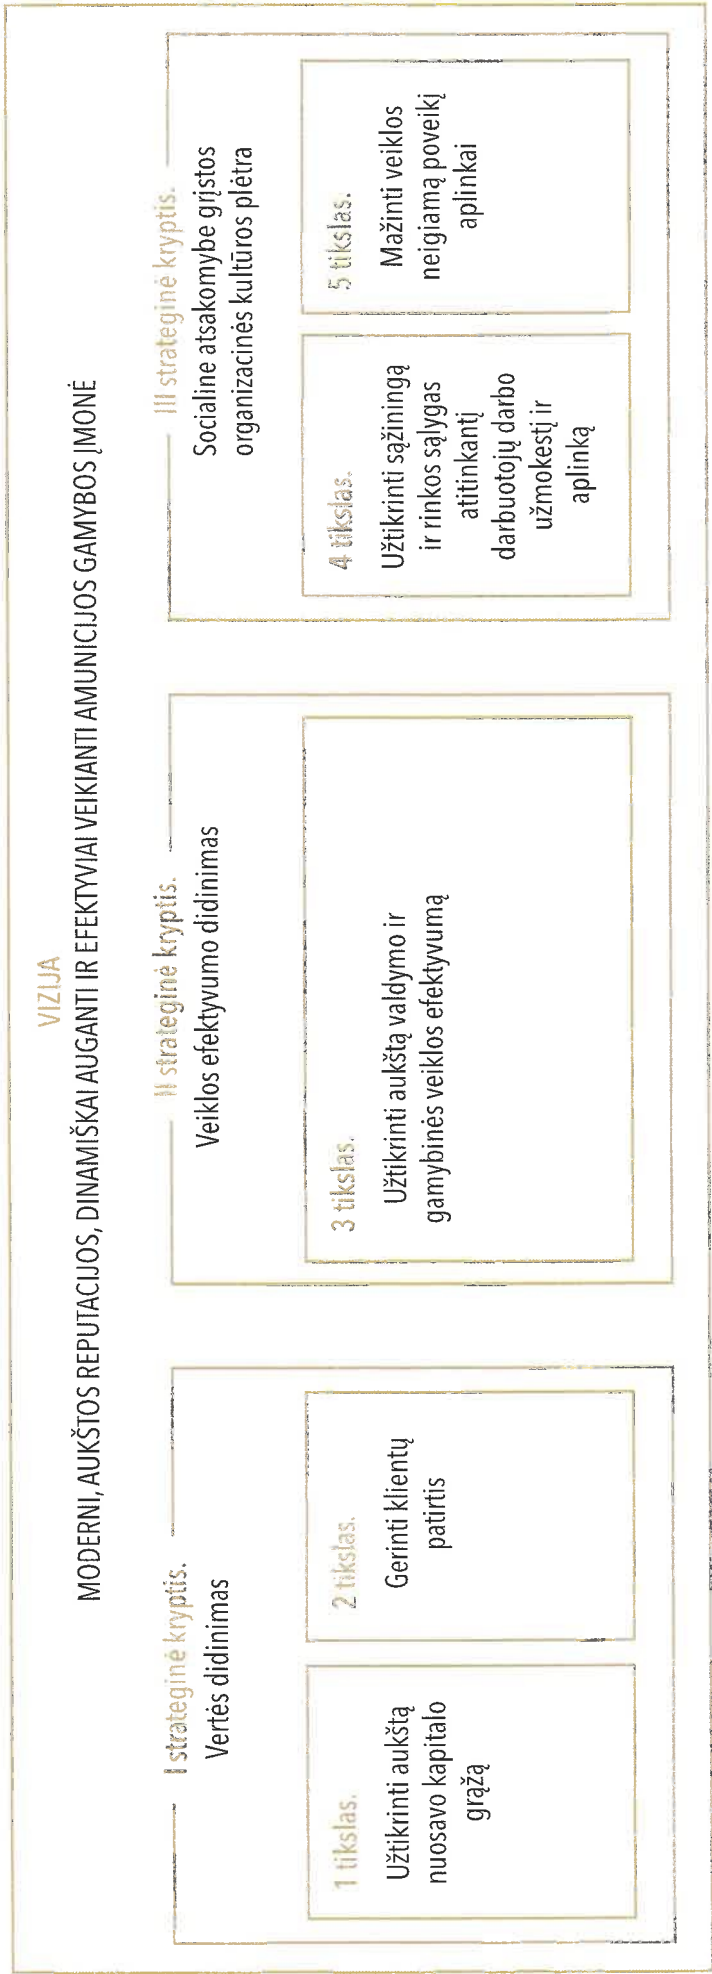 VIZIJA
MODERNI, AUKŠTOS REPUTACIJOS, DINAMIŠKAI AUGANTI IR EFEKTYVIAI VEIKIANTI AMUNICIJOS GAMYBOS ĮMONĖ
I strateginė kryptis.
Vertės didinimas
1 tikslas.
Užtikrinti aukštą
nuosavo kapitalo
grąžą
2 tikslas.
Gerinti klientų
patirtis
II strateginė kryptis.
Veiklos efektyvumo didinimas
3 tikslas.
Užtikrinti aukštą valdymo ir
gamybinės veiklos efektyvumą
III strateginė kryptis.
Socialine atsakomybe grįstos
organizacinės kultūros plėtra
4 tikslas.
Užtikrinti sąžiningą
ir rinkos sąlygas
atitinkantį
darbuotojų darbo
užmokestį ir
aplinką
5 tikslas.
Mažinti veiklos
neigiamą poveikį
aplinkai